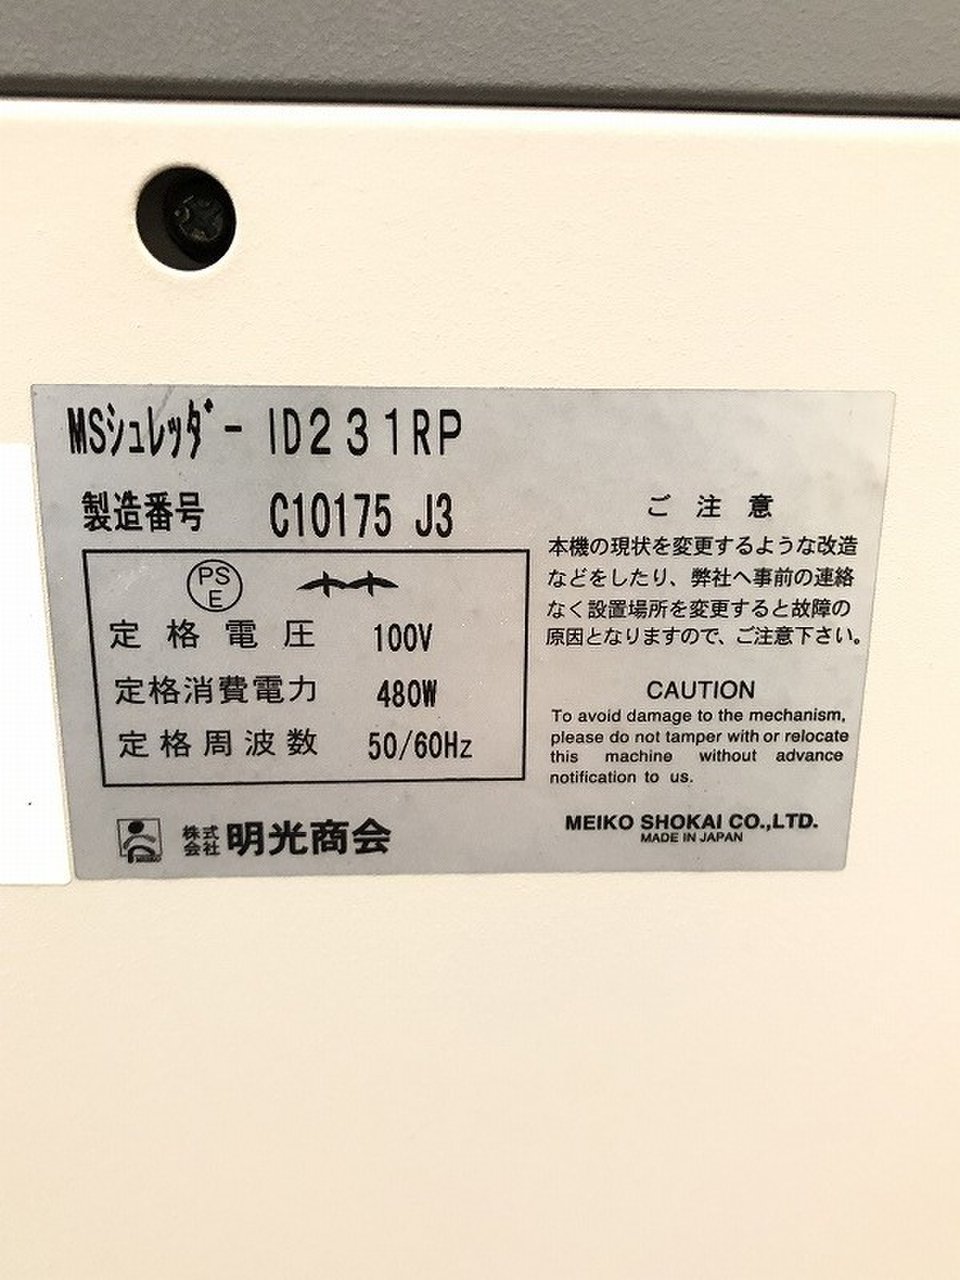 MSシュレッダー ID231RP
製造番号 C10175 J3
PS
E
定格電圧 100V
定格消費電力 480W
定格周波数 50/60Hz
株式会社 明光商会
ご注意
本機の現状を変更するような改造
などをしたり、弊社へ事前の連絡
なく設置場所を変更すると故障の
原因となりますので、ご注意下さい。
CAUTION
To avoid damage to the mechanism,
please do not tamper with or relocate
this machine without advance
notification to us.
MEIKO SHOKAI CO.,LTD.
MADE IN JAPAN